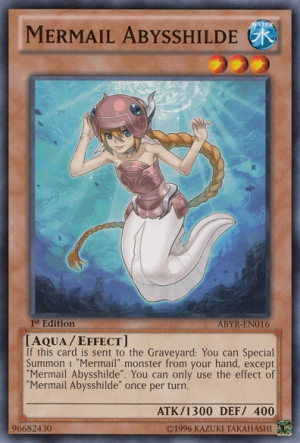 MERMAIL ABYSSHILDE
WATER
水
1st Edition
ABYR-EN016
[AQUA / EFFECT]
If this card is sent to the Graveyard: You can Special
Summon 1 "Mermail" monster from your hand, except
"Mermail Abysshilde". You can only use the effect of
"Mermail Abysshilde" once per turn.
ATK/1300 DEF/ 400
96682430
©1996 KAZUKI TAKAHASHI